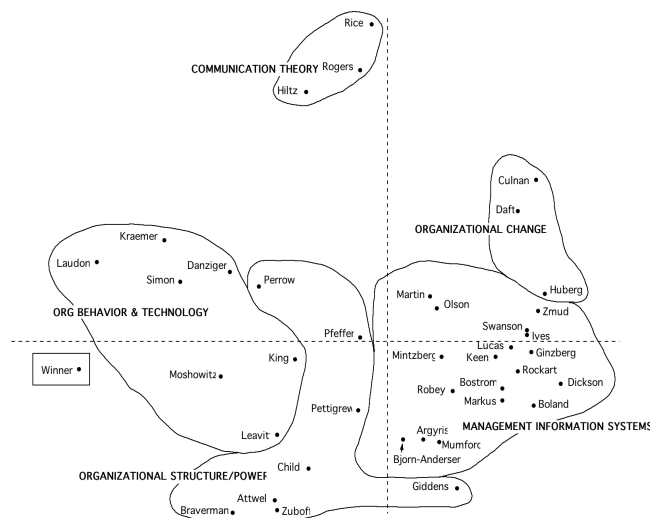 Rice
COMMUNICATION THEORY
Rogers
Hiltz
Culnan
Daft
ORGANIZATIONAL CHANGE
Kraemer
Laudon
Danziger
Simon
Perrow
Huberg
Martin
Olson
Zmud
ORG BEHAVIOR & TECHNOLOGY
Swanson
Pfeffer
Ives
Lucas
King
Mintzberg
Keen
Ginzberg
Winner
Moshowitz
Rockart
Dickson
Robey
Bostrom
Markus
Boland
Pettigrew
MANAGEMENT INFORMATION SYSTEMS
Leavit
Argyris
Mumford
Bjorn-Anderser
Child
ORGANIZATIONAL STRUCTURE/POWER
Giddens
Attwel
Braverman
Zuboff